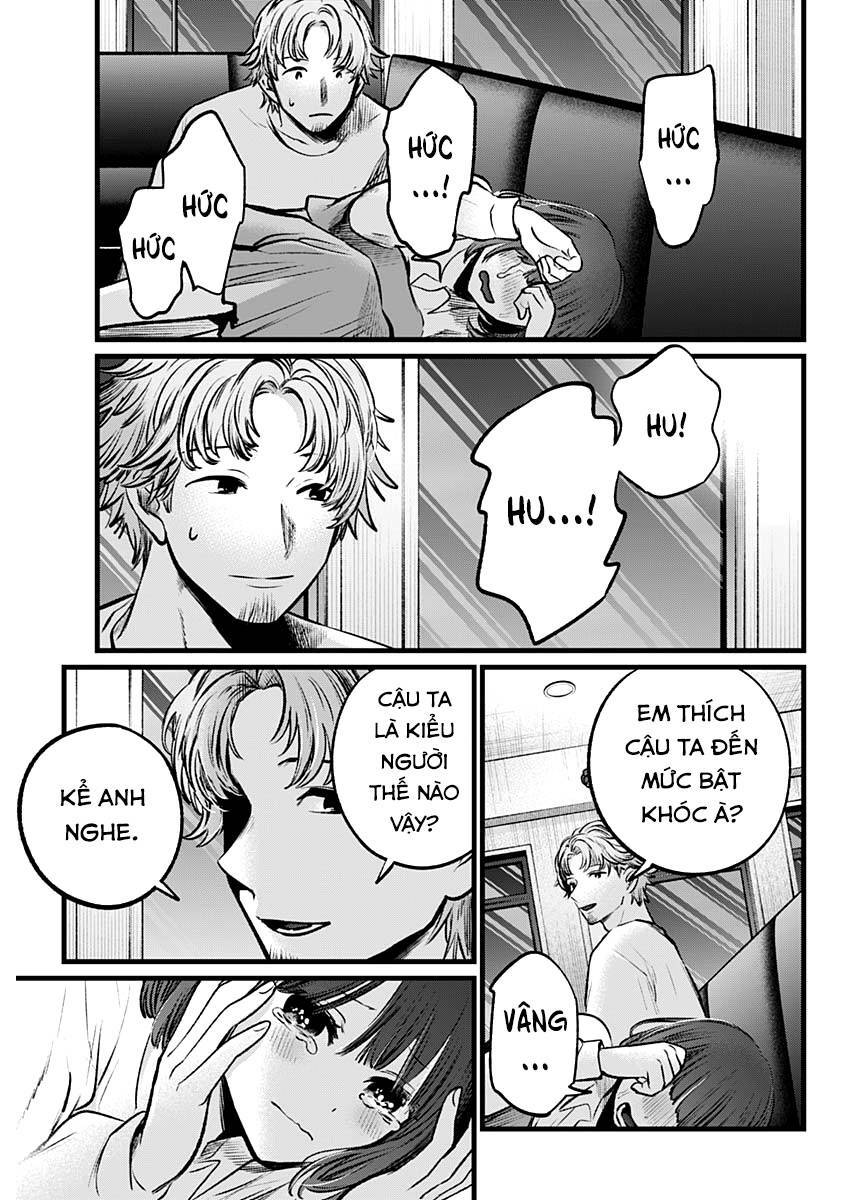 HỨC
...
HỨC
...!
HỨC
HỨC
HU!
HU...!
EM THÍCH
CẬU TA ĐẾN
MỨC BẬT
KHÓC À?
VÂNG
...
CẬU TA
LÀ KIỂU
NGƯỜI
THẾ NÀO
VẬY?
KỂ ANH
NGHE.